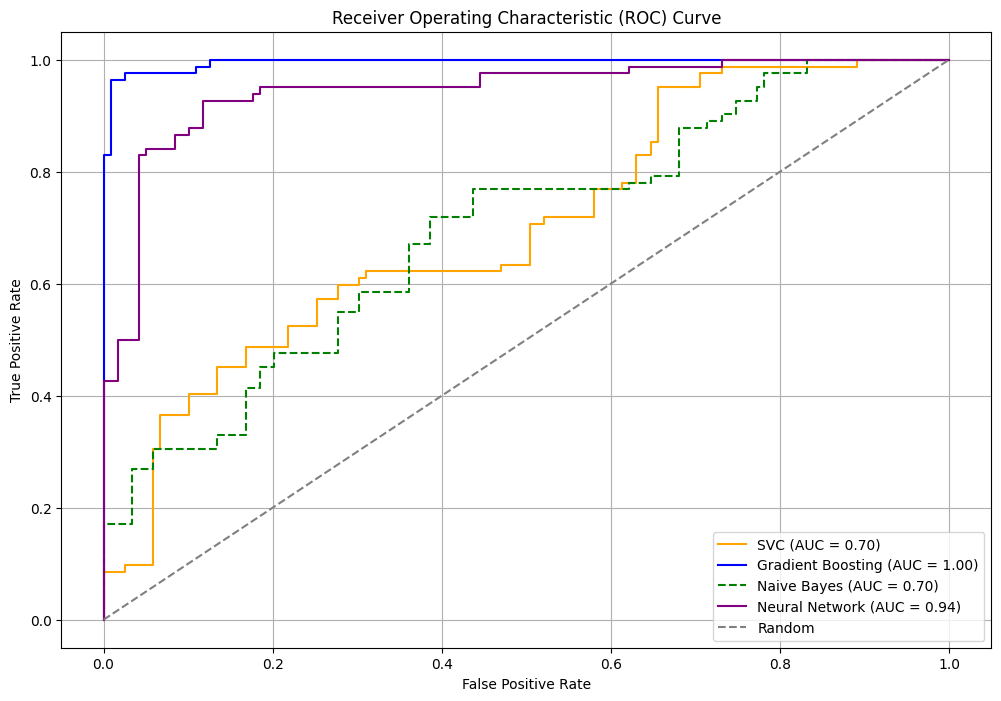 Receiver Operating Characteristic (ROC) Curve
True Positive Rate
1.0
0.8
0.6
0.4
0.2
0.0
SVC (AUC = 0.70)
Gradient Boosting (AUC = 1.00)
Naive Bayes (AUC = 0.70)
Neural Network (AUC = 0.94)
Random
0.0 0.2 0.4 0.6 0.8 1.0
False Positive Rate